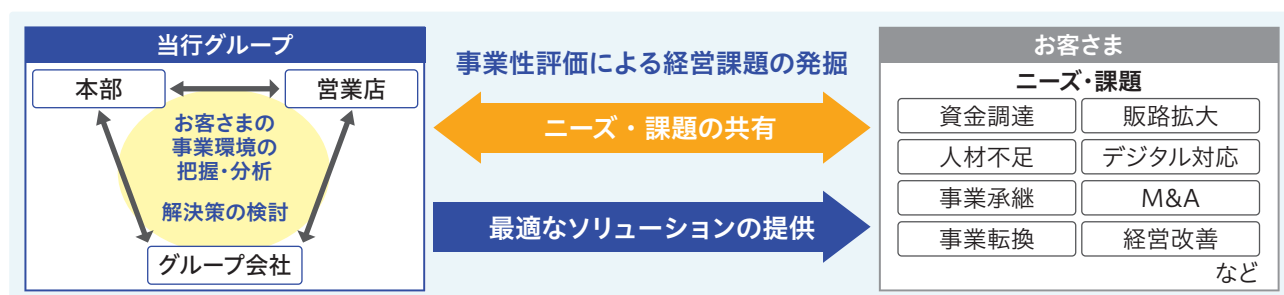 当行グループ
本部
営業店
お客さまの
事業環境の
把握・分析
解決策の検討
グループ会社
事業性評価による経営課題の発掘
ニーズ・課題の共有
最適なソリューションの提供
お客さま
ニーズ・課題
資金調達
販路拡大
人材不足
デジタル対応
事業承継
M&A
事業転換
経営改善
など